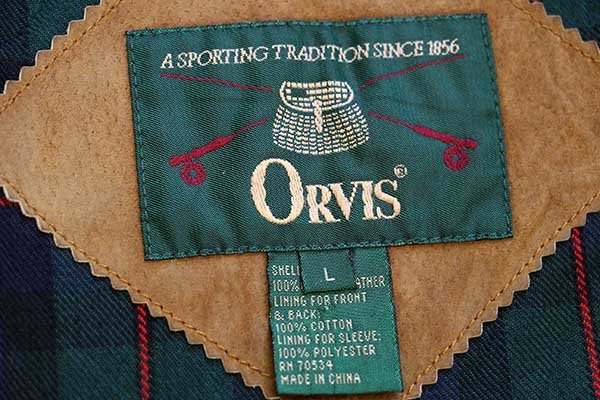 A SPORTING TRADITION SINCE 1856
ORVIS®
L
SHELL
100% LEATHER
LINING FOR FRONT
& BACK:
100% COTTON
LINING FOR SLEEVE:
100% POLYESTER
RN 70534
MADE IN CHINA